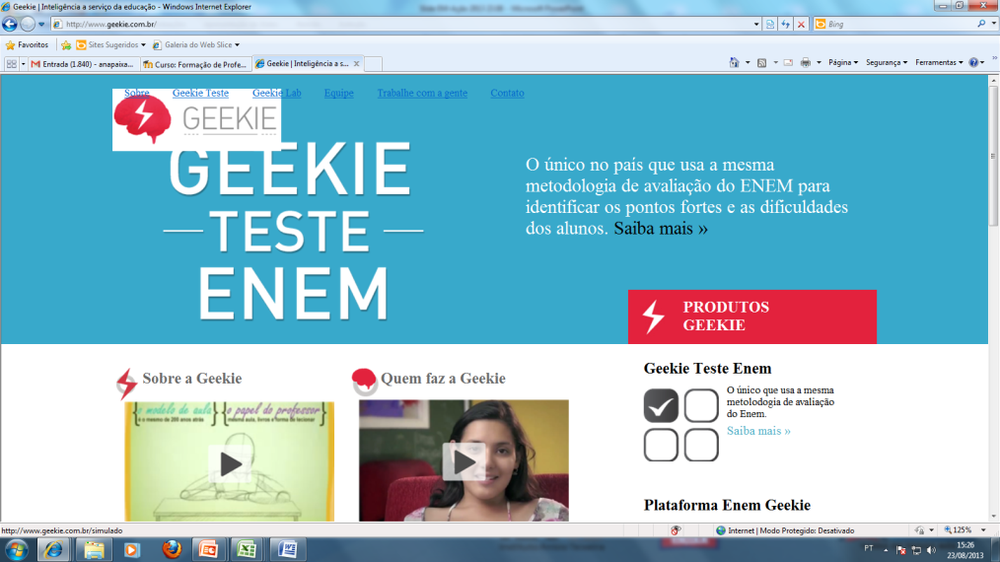 Geekie | Inteligência a serviço da educação - Windows Internet Explorer
http://www.geekie.com.br/
Bing
Favoritos
Sites Sugeridos
Galeria do Web Slice
Entrada (1.840) - anapaixa...
Curso: Formação de Profe...
Geekie | Inteligência a s...
Página
Segurança
Ferramentas
Sobre
Geekie Teste
Geekie Lab
Equipe
Trabalhe com a gente
Contato
GEEKIE
GEEKIE
TESTE
ENEM
O único no país que usa a mesma
metodologia de avaliação do ENEM para
identificar os pontos fortes e as dificuldades
dos alunos. Saiba mais »
PRODUTOS
GEEKIE
Sobre a Geekie
Quem faz a Geekie
o modelo de aula
é o mesmo de 200 anos atrás
o papel do professor
Geekie Teste Enem
O único que usa a mesma
metolodogia de avaliação
do Enem.
Saiba mais »
Plataforma Enem Geekie
http://www.geekie.com.br/simulado
Internet | Modo Protegido: Desativado
125%
PT
15:26
23/08/2013